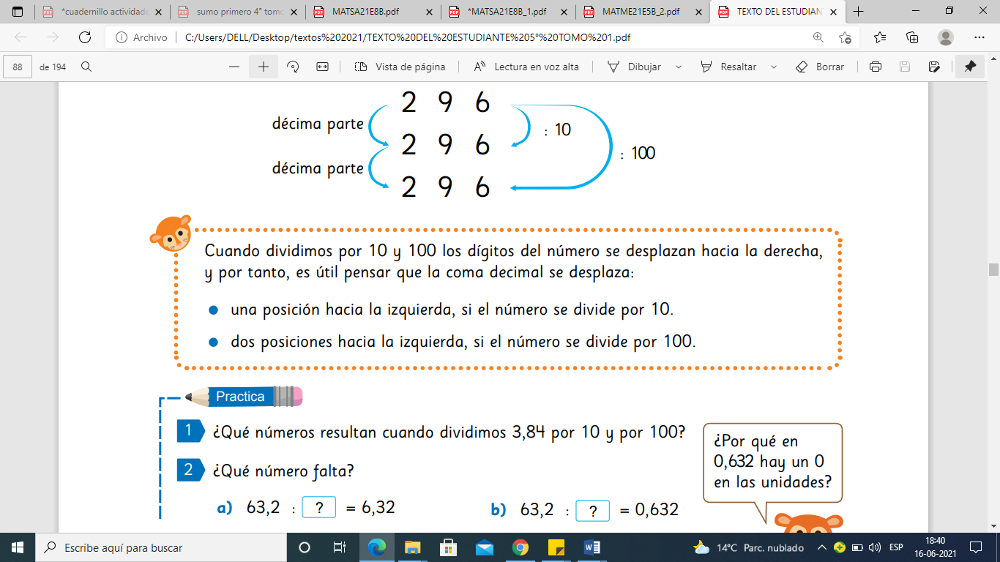 *cuadernillo actividade
sumo primero 4° tomo
MATSA21E8B.pdf
*MATSA21E8B_1.pdf
MATME21E5B_2.pdf
TEXTO DEL ESTUDIAN
Archivo
C:/Users/DELL/Desktop/textos%202021/TEXTO%20DEL%20ESTUDIANTE%205°%20TOMO%201.pdf
88 de 194
Vista de página
Lectura en voz alta
Dibujar
Resaltar
Borrar
2 9 6
décima parte
: 10
2 9 6
: 100
décima parte
2 9 6
Cuando dividimos por 10 y 100 los dígitos del número se desplazan hacia la derecha,
y por tanto, es útil pensar que la coma decimal se desplaza:
● una posición hacia la izquierda, si el número se divide por 10.
● dos posiciones hacia la izquierda, si el número se divide por 100.
Practica
1 ¿Qué números resultan cuando dividimos 3,84 por 10 y por 100?
2 ¿Qué número falta?
a) 63,2 : ? = 6,32
b) 63,2 : ? = 0,632
¿Por qué en
0,632 hay un 0
en las unidades?
Escribe aquí para buscar
14°C Parc. nublado
ESP
18:40
16-06-2021